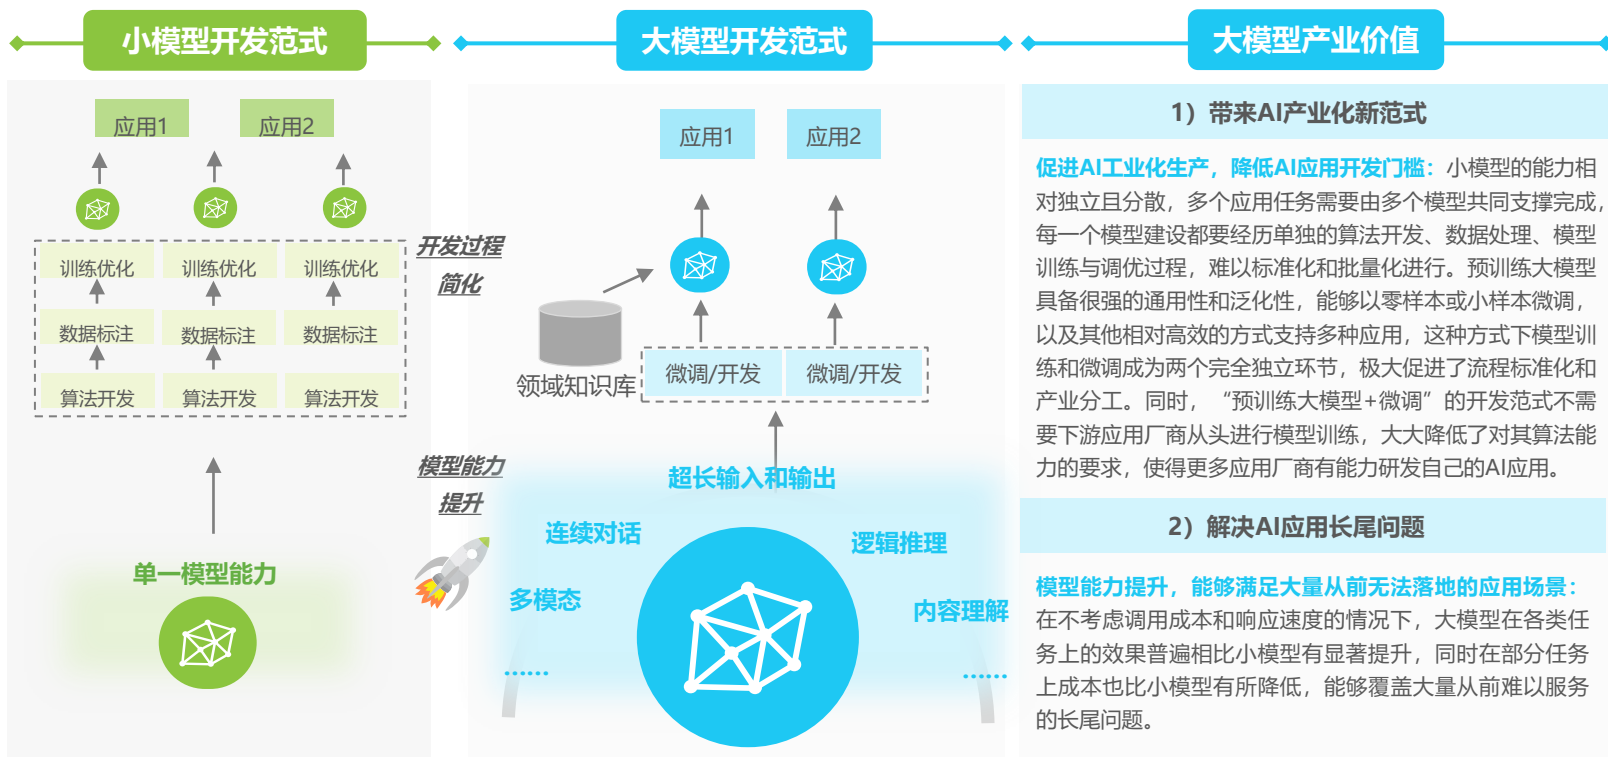 小模型开发范式
大模型开发范式
大模型产业价值
应用1
应用2
训练优化
训练优化
训练优化
数据标注
数据标注
数据标注
算法开发
算法开发
算法开发
单一模型能力
开发过程
简化
模型能力
提升
应用1
应用2
领域知识库
微调/开发
微调/开发
超长输入和输出
连续对话
逻辑推理
多模态
内容理解
......
......
1）带来AI产业化新范式
促进AI工业化生产，降低AI应用开发门槛：小模型的能力相
对独立且分散，多个应用任务需要由多个模型共同支撑完成，
每一个模型建设都要经历单独的算法开发、数据处理、模型
训练与调优过程，难以标准化和批量化进行。预训练大模型
具备很强的通用性和泛化性，能够以零样本或小样本微调，
以及其他相对高效的方式支持多种应用，这种方式下模型训
练和微调成为两个完全独立环节，极大促进了流程标准化和
产业分工。同时，“预训练大模型+微调”的开发范式不需
要下游应用厂商从头进行模型训练，大大降低了对其算法能
力的要求，使得更多应用厂商有能力研发自己的AI应用。
2）解决AI应用长尾问题
模型能力提升，能够满足大量从前无法落地的应用场景：
在不考虑调用成本和响应速度的情况下，大模型在各类任
务上的效果普遍相比小模型有显著提升，同时在部分任务
上成本也比小模型有所降低，能够覆盖大量从前难以服务
的长尾问题。